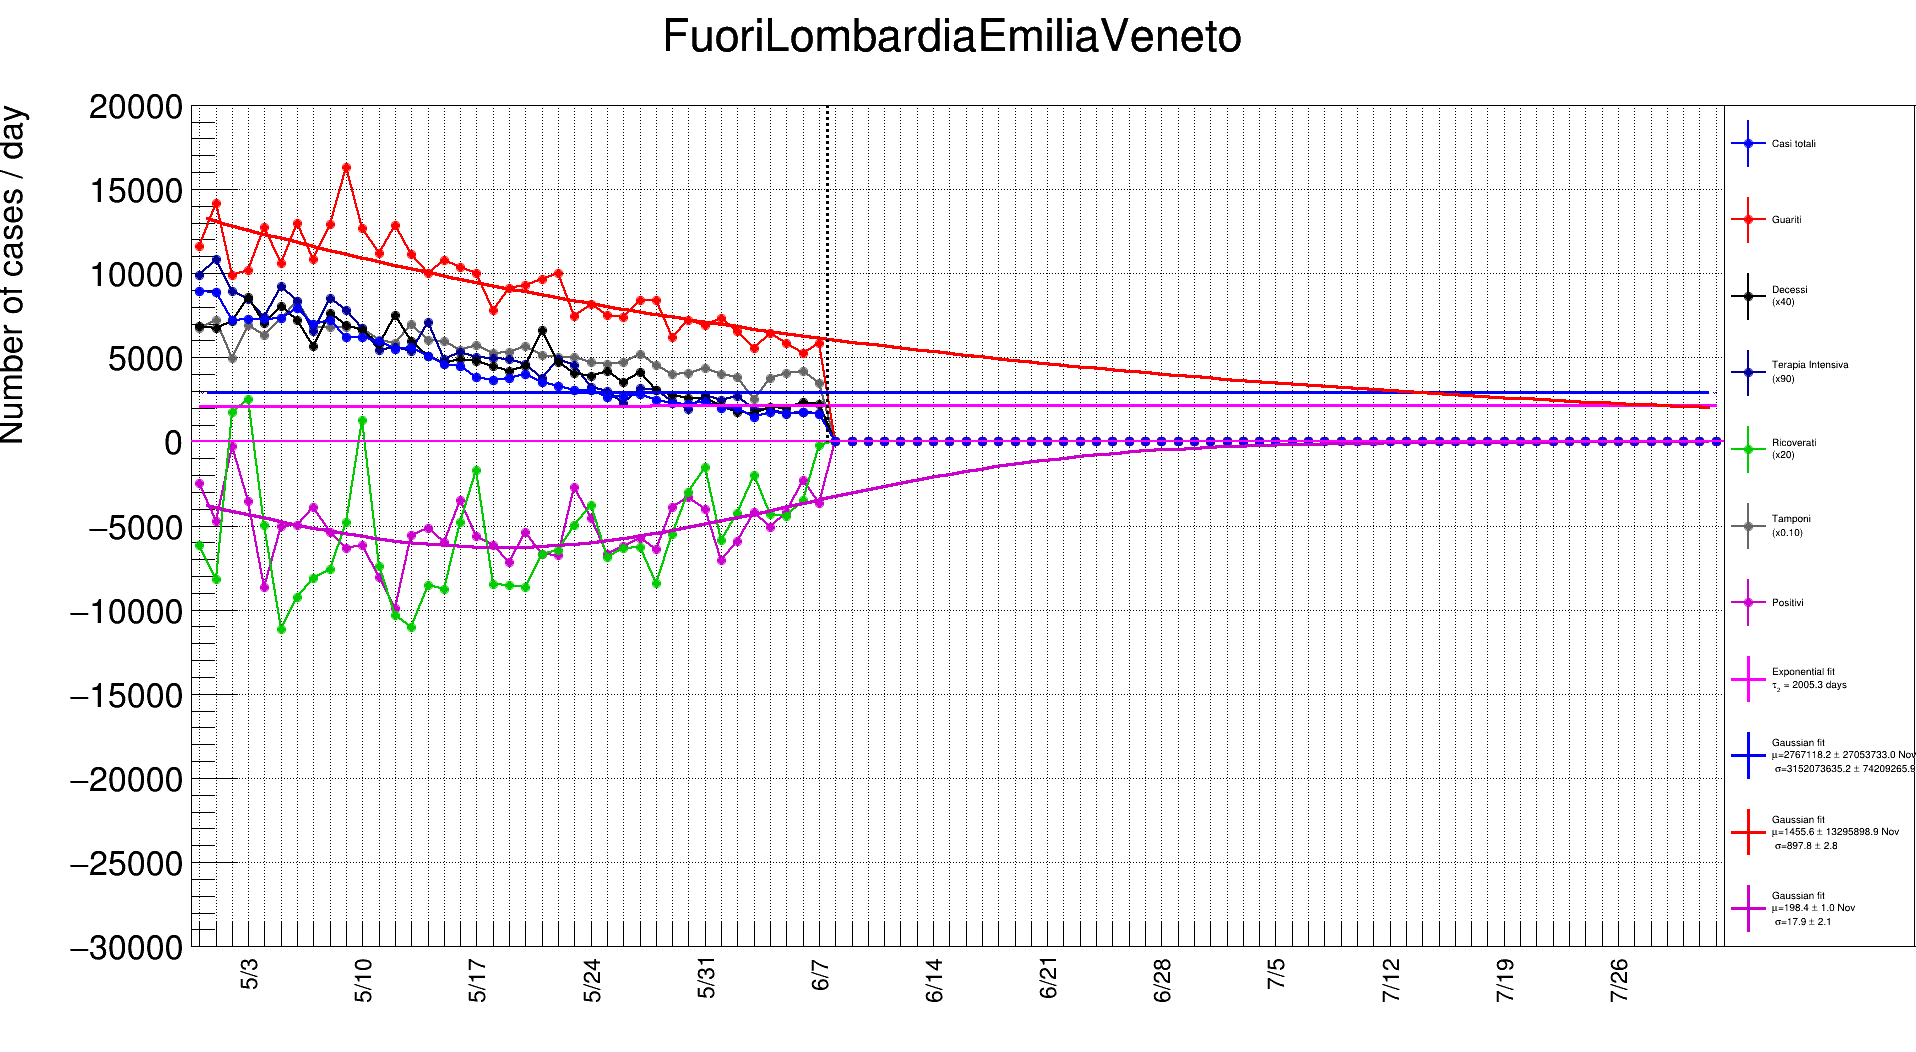 FuoriLombardiaEmiliaVeneto
Number of cases / day
20000
15000
10000
5000
0
−5000
−10000
−15000
−20000
−25000
−30000
5/3
5/10
5/17
5/24
5/31
6/7
6/14
6/21
6/28
7/5
7/12
7/19
7/26
Casi totali
Guariti
Decessi
(x40)
Terapia Intensiva
(x90)
Ricoverati
(x20)
Tamponi
(x0.10)
Positivi
Exponential fit
τ2 = 2005.3 days
Gaussian fit
μ=2767118.2 ± 27053733.0 Nov
σ=3152073635.2 ± 74209265.9
Gaussian fit
μ=1455.6 ± 13295898.9 Nov
σ=897.8 ± 2.8
Gaussian fit
μ=198.4 ± 1.0 Nov
σ=17.9 ± 2.1